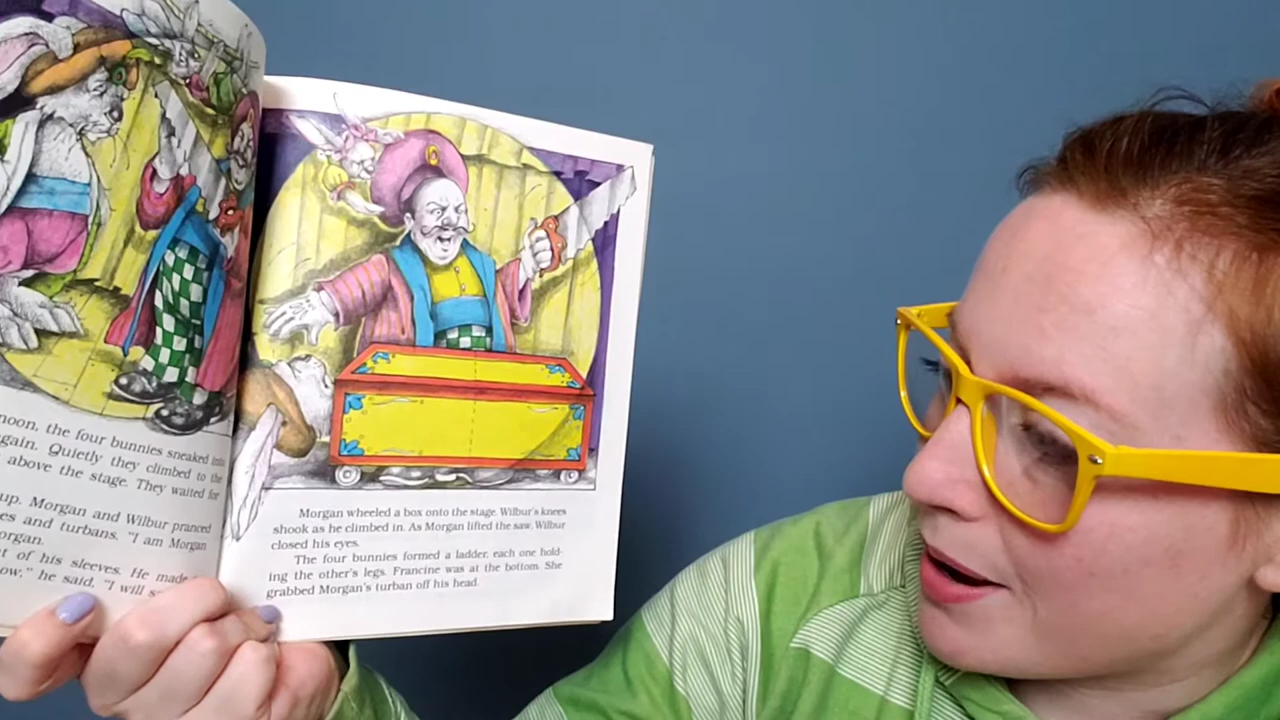 noon, the four bunnies sneaked into
gain. Quietly they climbed to the
above the stage. They waited for
up. Morgan and Wilbur pranced
es and turbans. "I am Morgan
organ.
t of his sleeves. He made
ow," he said, "I will
Morgan wheeled a box onto the stage. Wilbur's knees
shook as he climbed in. As Morgan lifted the saw, Wilbur
closed his eyes.
The four bunnies formed a ladder, each one hold-
ing the other's legs. Francine was at the bottom. She
grabbed Morgan's turban off his head.